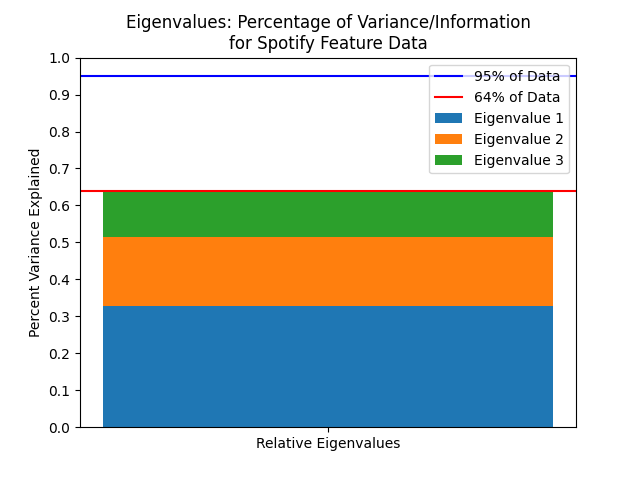 Eigenvalues: Percentage of Variance/Information
for Spotify Feature Data
Percent Variance Explained
1.0
0.9
0.8
0.7
0.6
0.5
0.4
0.3
0.2
0.1
0.0
95% of Data
64% of Data
Eigenvalue 1
Eigenvalue 2
Eigenvalue 3
Relative Eigenvalues